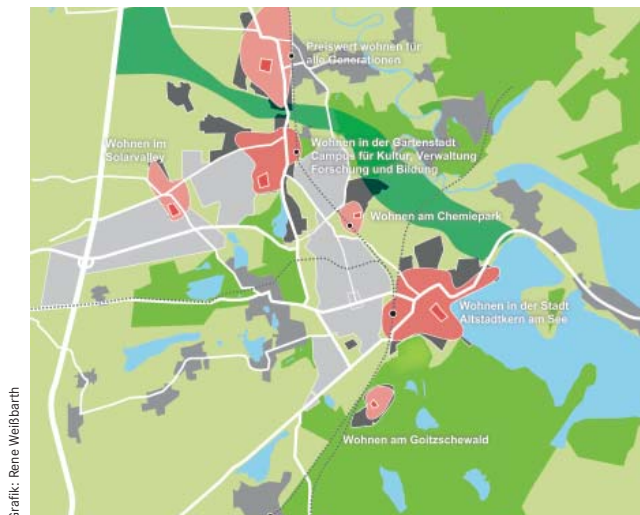 Preiswert wohnen für
alle Generationen
Wohnen im
Solarvalley
Wohnen in der Gartenstadt
Campus für Kultur, Verwaltung
Forschung und Bildung
Wohnen am Chemiepark
Wohnen in der Stadt
Altstadtkern am See
Wohnen am Goitzschewald
Grafik: Rene Weißbarth